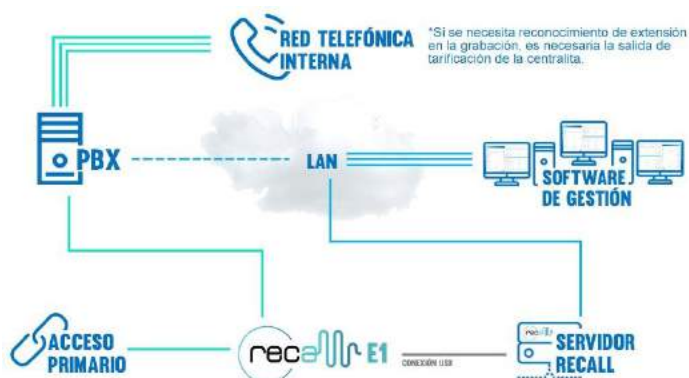 RED TELEFÓNICA
INTERNA
*Si se necesita reconocimiento de extensión
en la grabación, es necesaria la salida de
tarificación de la centralita.
PBX
LAN
SOFTWARE
DE GESTIÓN
ACCESO
PRIMARIO
recall E1
CONEXIÓN USB
recall
SERVIDOR
RECALL